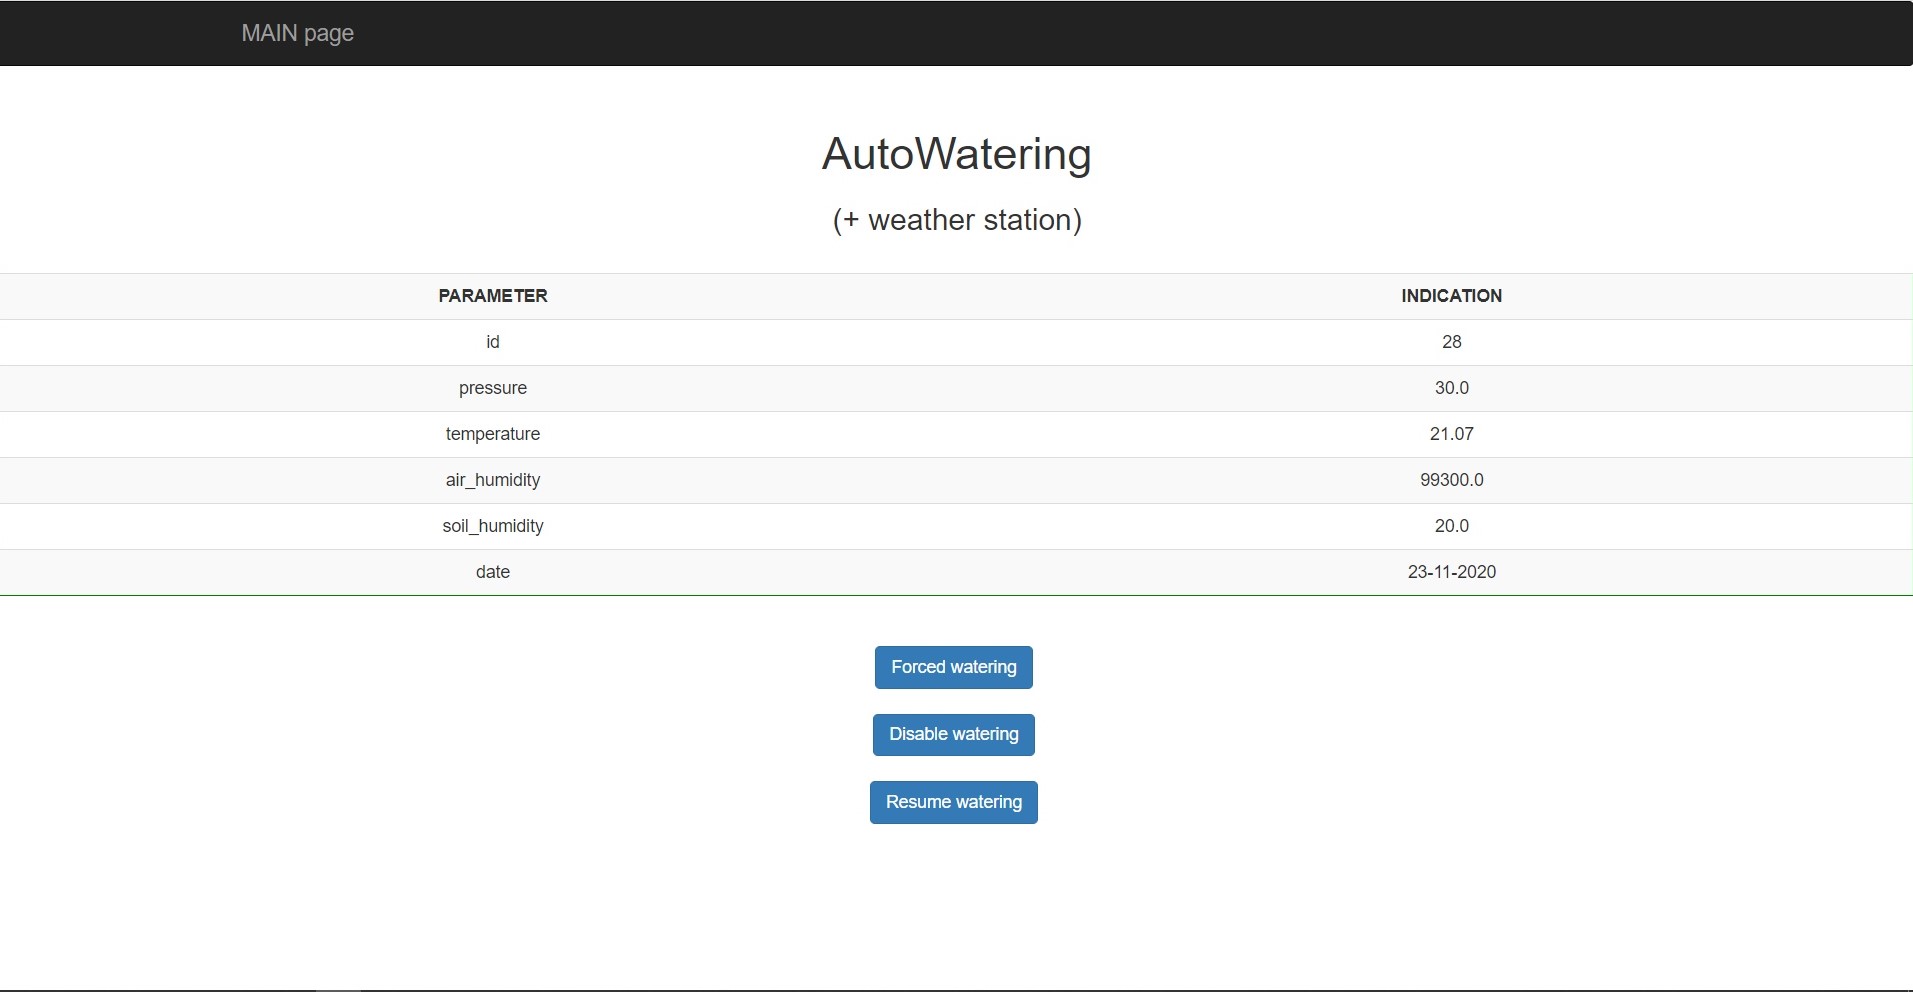 MAIN page
AutoWatering
(+ weather station)
PARAMETER INDICATION
id 28
pressure 30.0
temperature 21.07
air_humidity 99300.0
soil_humidity 20.0
date 23-11-2020
Forced watering
Disable watering
Resume watering